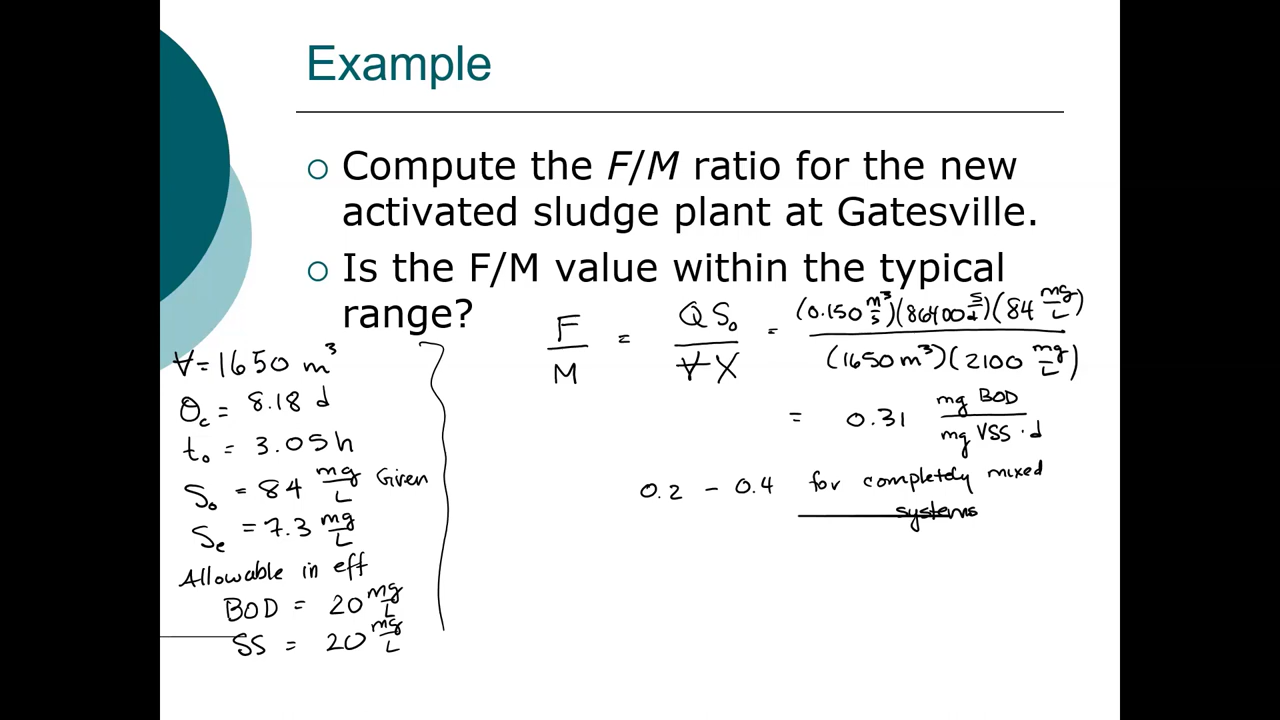 Example
Compute the F/M ratio for the new
activated sludge plant at Gatesville.
Is the F/M value within the typical
range?
F/M = QS₀/(V̶X) = (0.150 m³/s)(86400 s/d)(84 mg/L) / (1650 m³)(2100 mg/L)
= 0.31 mg BOD / mg VSS · d
0.2 - 0.4 for completely mixed
systems
V̶ = 1650 m³
θc = 8.18 d
t₀ = 3.05 h
S₀ = 84 mg/L Given
Se = 7.3 mg/L
Allowable in eff
BOD = 20 mg/L
SS = 20 mg/L